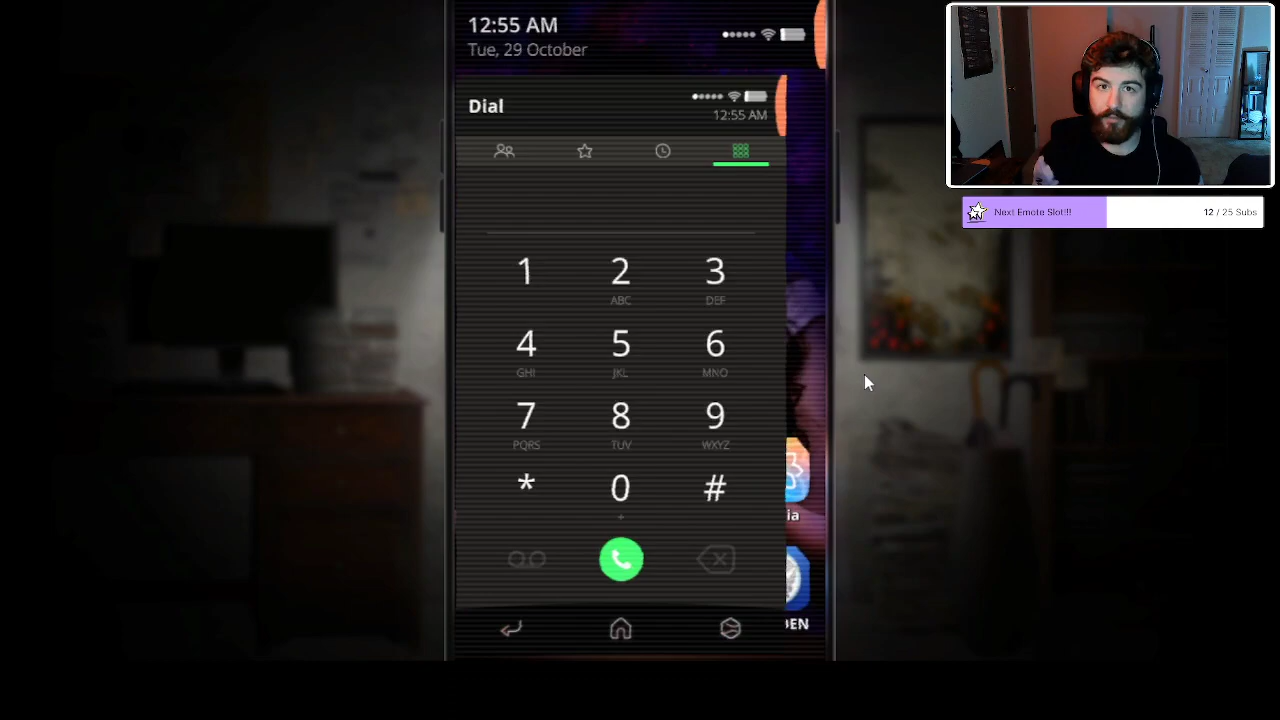 12:55 AM
Tue, 29 October
Dial
12:55 AM
1
2
ABC
3
DEF
4
GHI
5
JKL
6
MNO
7
PQRS
8
TUV
9
WXYZ
*
0
+
#
ia
EN
Next Emote Slot!!!
12 / 25 Subs